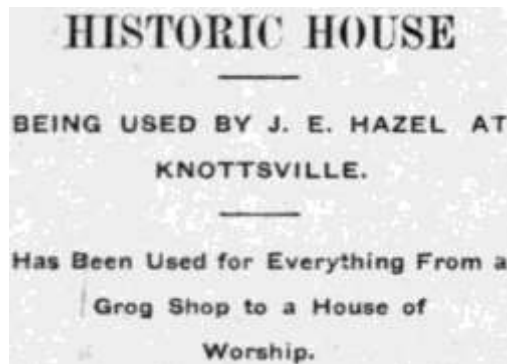 HISTORIC HOUSE
BEING USED BY J. E. HAZEL AT
KNOTTSVILLE.
Has Been Used for Everything From a
Grog Shop to a House of
Worship.